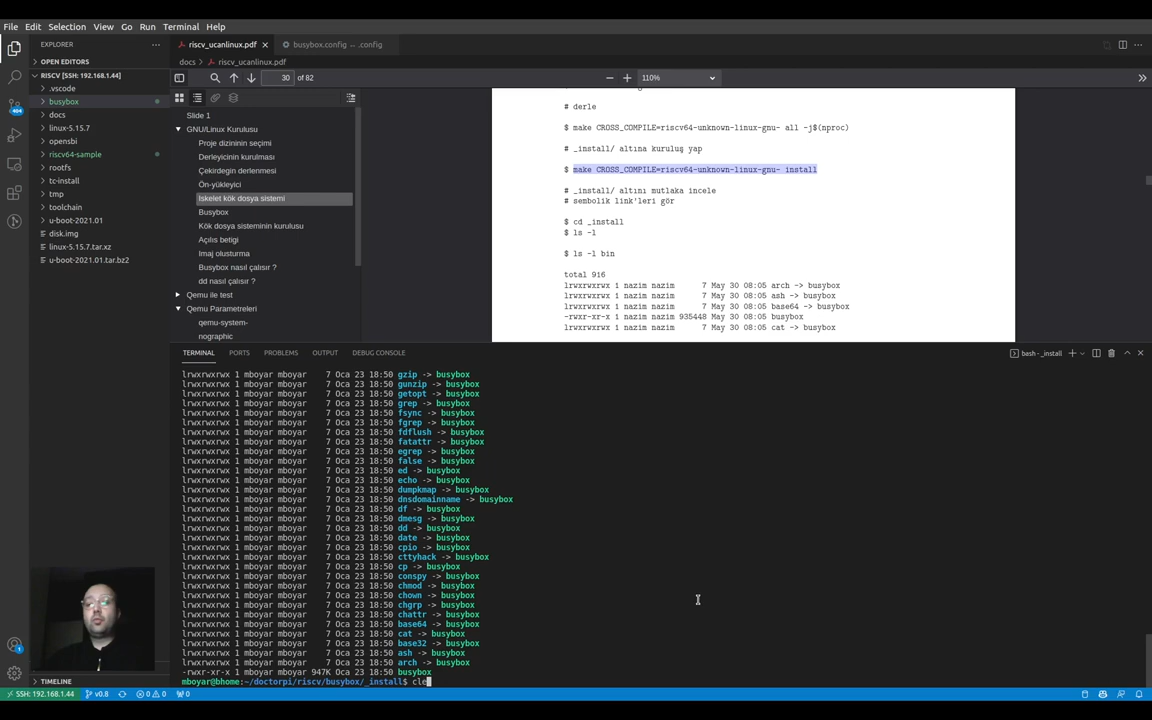 File Edit Selection View Go Run Terminal Help
EXPLORER
riscv_ucanlinux.pdf
busybox.config -- .config
docs > riscv_ucanlinux.pdf
OPEN EDITORS
RISCV [SSH: 192.168.1.44]
.vscode
busybox
docs
linux-5.15.7
opensbi
riscv64-sample
rootfs
tc-install
tmp
toolchain
u-boot-2021.01
disk.img
linux-5.15.7.tar.xz
u-boot-2021.01.tar.bz2
TIMELINE
30 of 82
110%
Slide 1
GNU/Linux Kurulusu
Proje dizininin seçimi
Derleyicinin kurulması
Çekirdegin derlenmesi
Ön-yükleyici
Iskelet kök dosya sistemi
Busybox
Kök dosya sisteminin kurulusu
Açılıs betigi
Imaj olusturma
Busybox nasıl çalısır ?
dd nasıl çalısır ?
Qemu ile test
Qemu Parametreleri
qemu-system-
nographic
# derle
$ make CROSS_COMPILE=riscv64-unknown-linux-gnu- all -j$(nproc)
# _install/ altına kuruluş yap
$ make CROSS_COMPILE=riscv64-unknown-linux-gnu- install
# _install/ altını mutlaka incele
# sembolik link'leri gör
$ cd _install
$ ls -l
$ ls -l bin
total 916
lrwxrwxrwx 1 nazim nazim 7 May 30 08:05 arch -> busybox
lrwxrwxrwx 1 nazim nazim 7 May 30 08:05 ash -> busybox
lrwxrwxrwx 1 nazim nazim 7 May 30 08:05 base64 -> busybox
-rwxr-xr-x 1 nazim nazim 935448 May 30 08:05 busybox
lrwxrwxrwx 1 nazim nazim 7 May 30 08:05 cat -> busybox
TERMINAL PORTS PROBLEMS OUTPUT DEBUG CONSOLE
bash - _install
lrwxrwxrwx 1 mboyar mboyar 7 Oca 23 18:50 gzip -> busybox
lrwxrwxrwx 1 mboyar mboyar 7 Oca 23 18:50 gunzip -> busybox
lrwxrwxrwx 1 mboyar mboyar 7 Oca 23 18:50 getopt -> busybox
lrwxrwxrwx 1 mboyar mboyar 7 Oca 23 18:50 grep -> busybox
lrwxrwxrwx 1 mboyar mboyar 7 Oca 23 18:50 fsync -> busybox
lrwxrwxrwx 1 mboyar mboyar 7 Oca 23 18:50 fgrep -> busybox
lrwxrwxrwx 1 mboyar mboyar 7 Oca 23 18:50 fdflush -> busybox
lrwxrwxrwx 1 mboyar mboyar 7 Oca 23 18:50 fatattr -> busybox
lrwxrwxrwx 1 mboyar mboyar 7 Oca 23 18:50 egrep -> busybox
lrwxrwxrwx 1 mboyar mboyar 7 Oca 23 18:50 false -> busybox
lrwxrwxrwx 1 mboyar mboyar 7 Oca 23 18:50 ed -> busybox
lrwxrwxrwx 1 mboyar mboyar 7 Oca 23 18:50 echo -> busybox
lrwxrwxrwx 1 mboyar mboyar 7 Oca 23 18:50 dumpkmap -> busybox
lrwxrwxrwx 1 mboyar mboyar 7 Oca 23 18:50 dnsdomainname -> busybox
lrwxrwxrwx 1 mboyar mboyar 7 Oca 23 18:50 df -> busybox
lrwxrwxrwx 1 mboyar mboyar 7 Oca 23 18:50 dmesg -> busybox
lrwxrwxrwx 1 mboyar mboyar 7 Oca 23 18:50 dd -> busybox
lrwxrwxrwx 1 mboyar mboyar 7 Oca 23 18:50 date -> busybox
lrwxrwxrwx 1 mboyar mboyar 7 Oca 23 18:50 cpio -> busybox
lrwxrwxrwx 1 mboyar mboyar 7 Oca 23 18:50 cttyhack -> busybox
lrwxrwxrwx 1 mboyar mboyar 7 Oca 23 18:50 cp -> busybox
lrwxrwxrwx 1 mboyar mboyar 7 Oca 23 18:50 conspy -> busybox
lrwxrwxrwx 1 mboyar mboyar 7 Oca 23 18:50 chmod -> busybox
lrwxrwxrwx 1 mboyar mboyar 7 Oca 23 18:50 chown -> busybox
lrwxrwxrwx 1 mboyar mboyar 7 Oca 23 18:50 chgrp -> busybox
lrwxrwxrwx 1 mboyar mboyar 7 Oca 23 18:50 chattr -> busybox
lrwxrwxrwx 1 mboyar mboyar 7 Oca 23 18:50 base64 -> busybox
lrwxrwxrwx 1 mboyar mboyar 7 Oca 23 18:50 cat -> busybox
lrwxrwxrwx 1 mboyar mboyar 7 Oca 23 18:50 base32 -> busybox
lrwxrwxrwx 1 mboyar mboyar 7 Oca 23 18:50 ash -> busybox
lrwxrwxrwx 1 mboyar mboyar 7 Oca 23 18:50 arch -> busybox
-rwxr-xr-x 1 mboyar mboyar 947K Oca 23 18:50 busybox
mboyar@bhome:~/doctorpi/riscv/busybox/_install$ cle
SSH: 192.168.1.44 v0.8 0 0 0